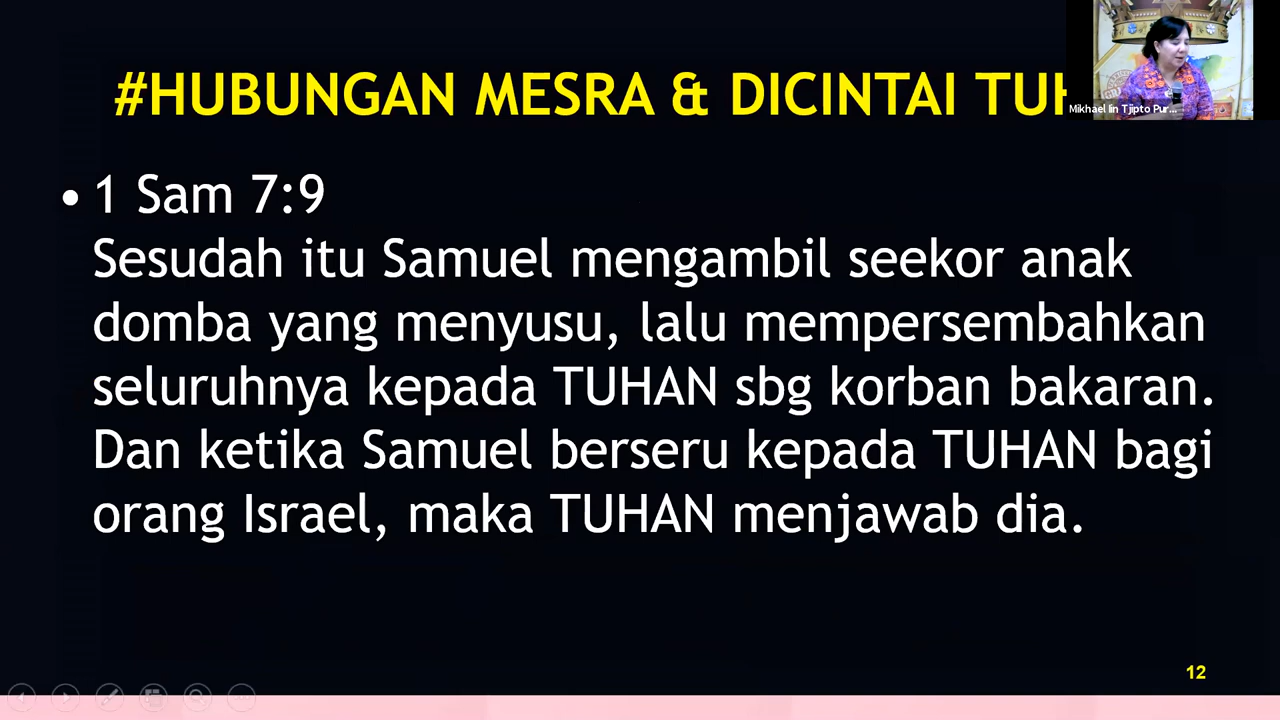 #HUBUNGAN MESRA & DICINTAI TUH
Mikhael Iin Tjipto Pur...
• 1 Sam 7:9
Sesudah itu Samuel mengambil seekor anak
domba yang menyusu, lalu mempersembahkan
seluruhnya kepada TUHAN sbg korban bakaran.
Dan ketika Samuel berseru kepada TUHAN bagi
orang Israel, maka TUHAN menjawab dia.
12